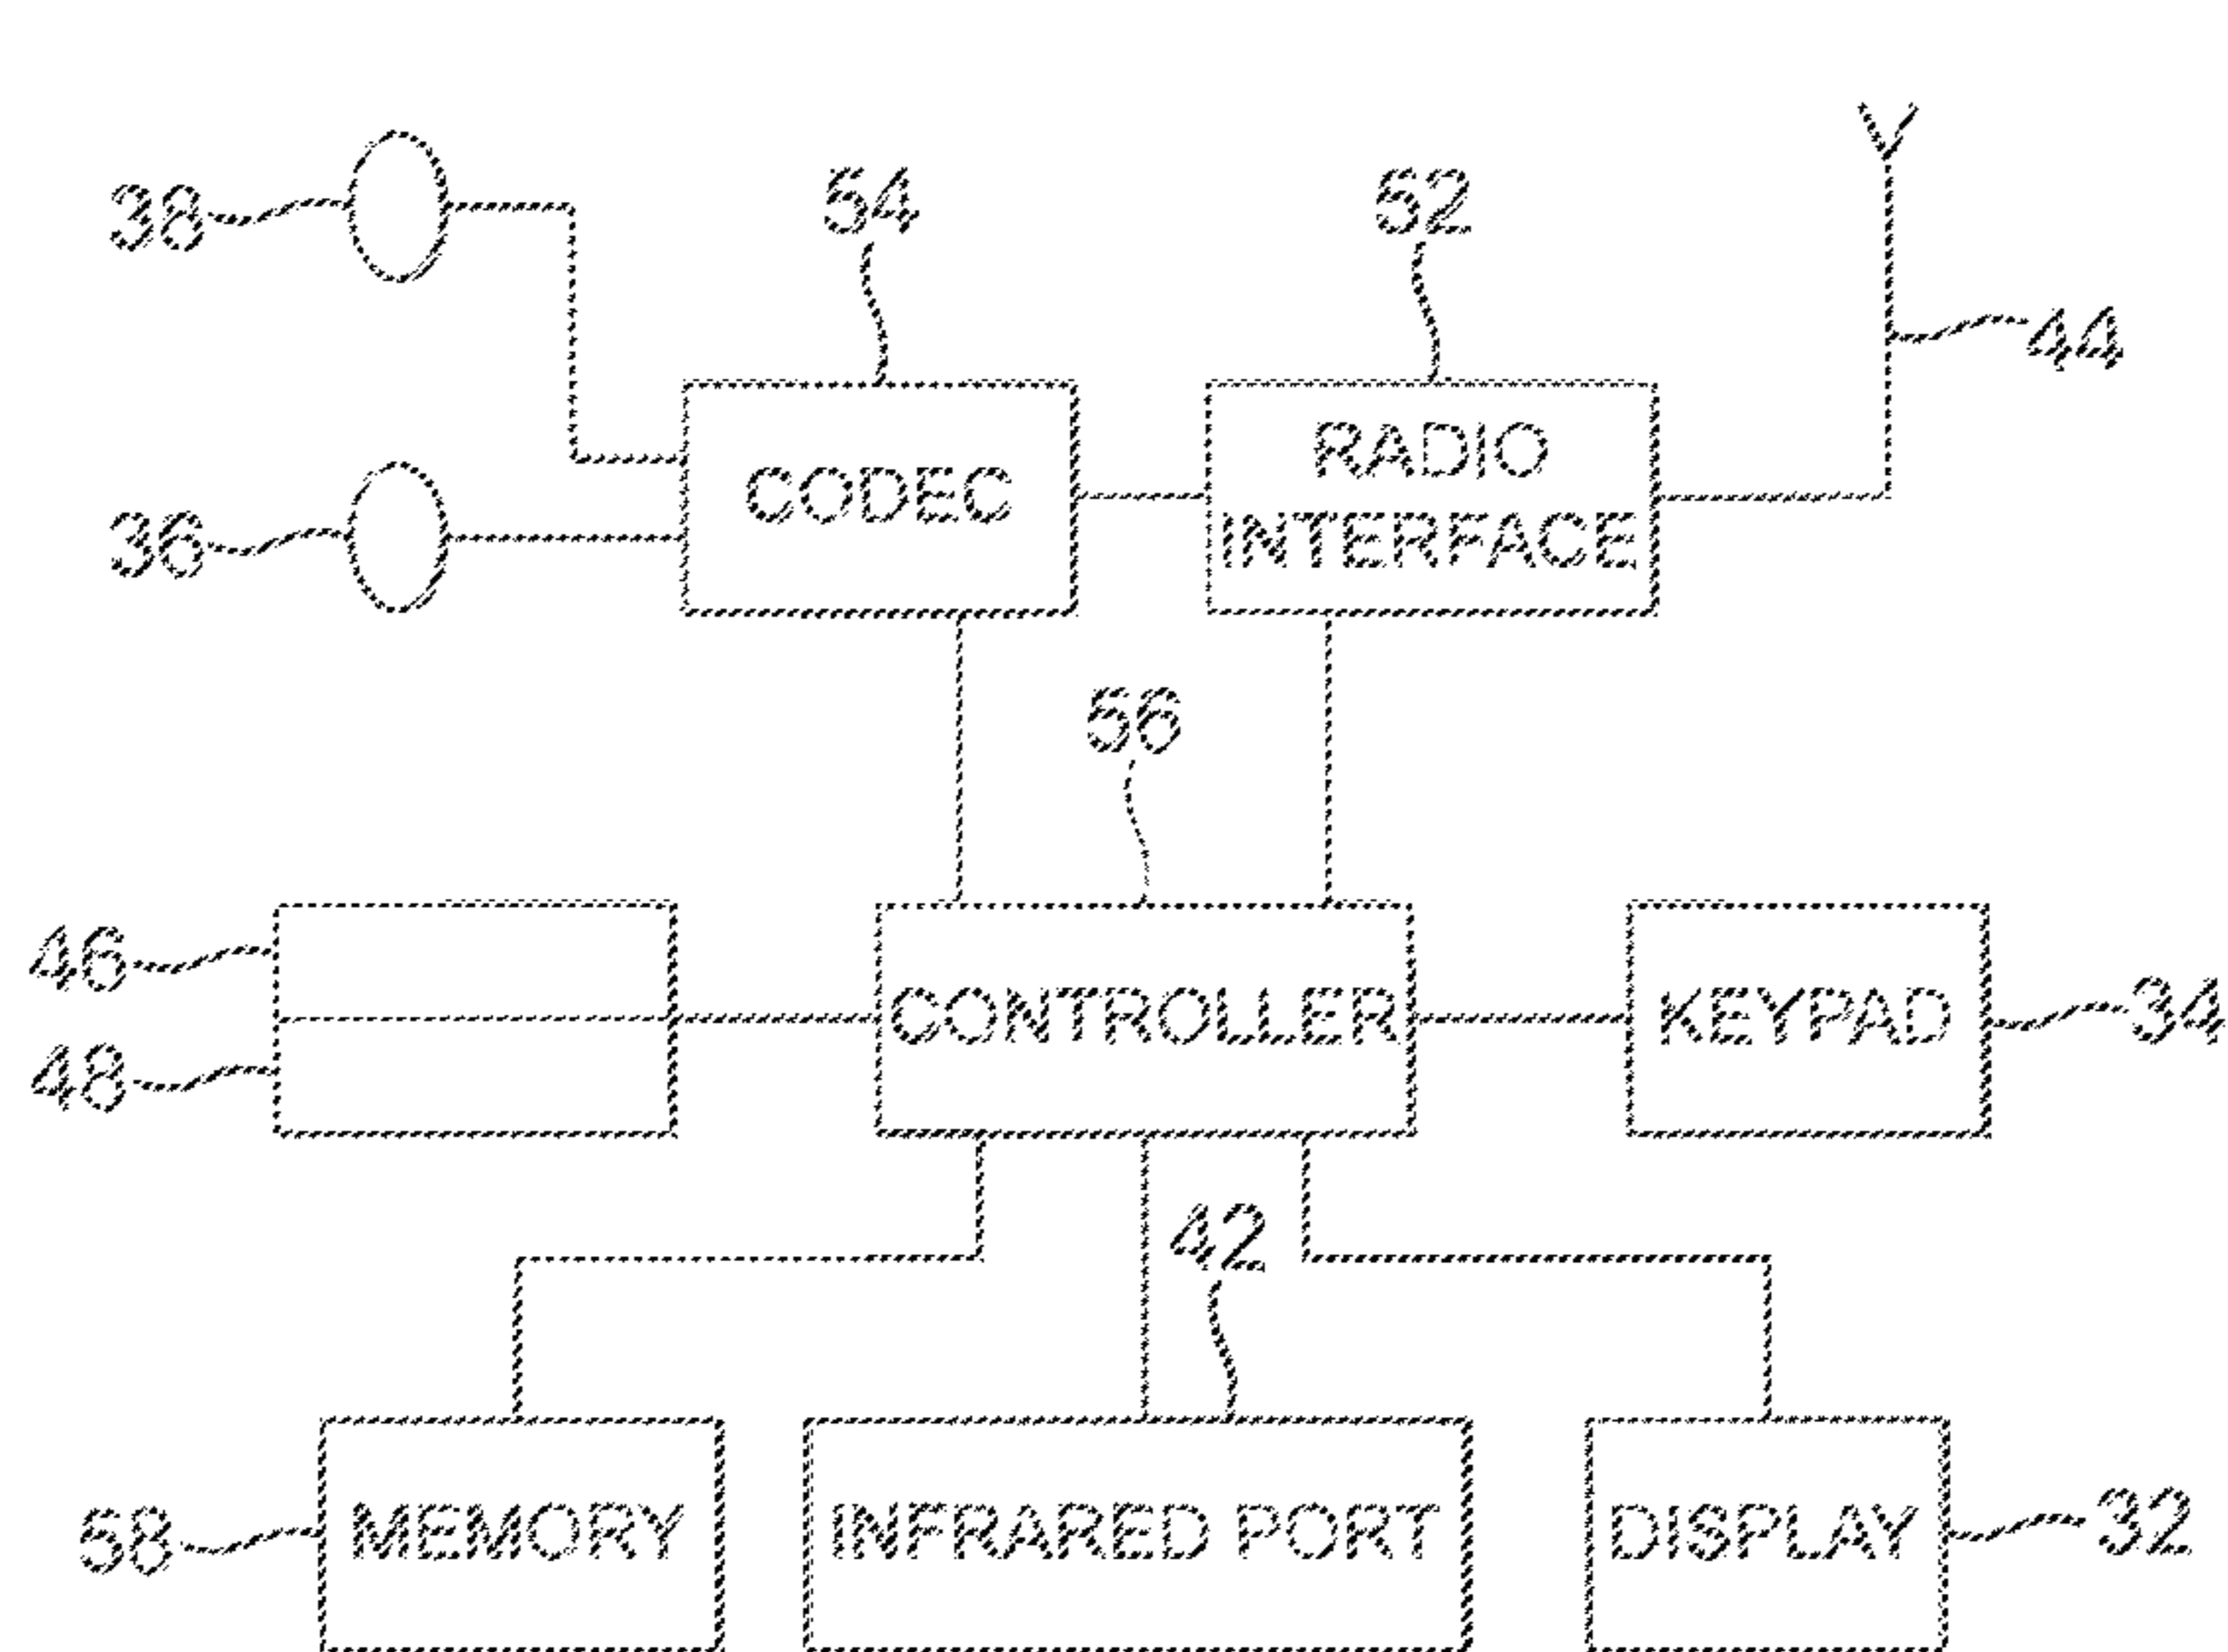 38
54
52
44
CODEC
RADIO
INTERFACE
36
56
46
48
CONTROLLER
KEYPAD
34
42
58
MEMORY
INFRARED PORT
DISPLAY
32